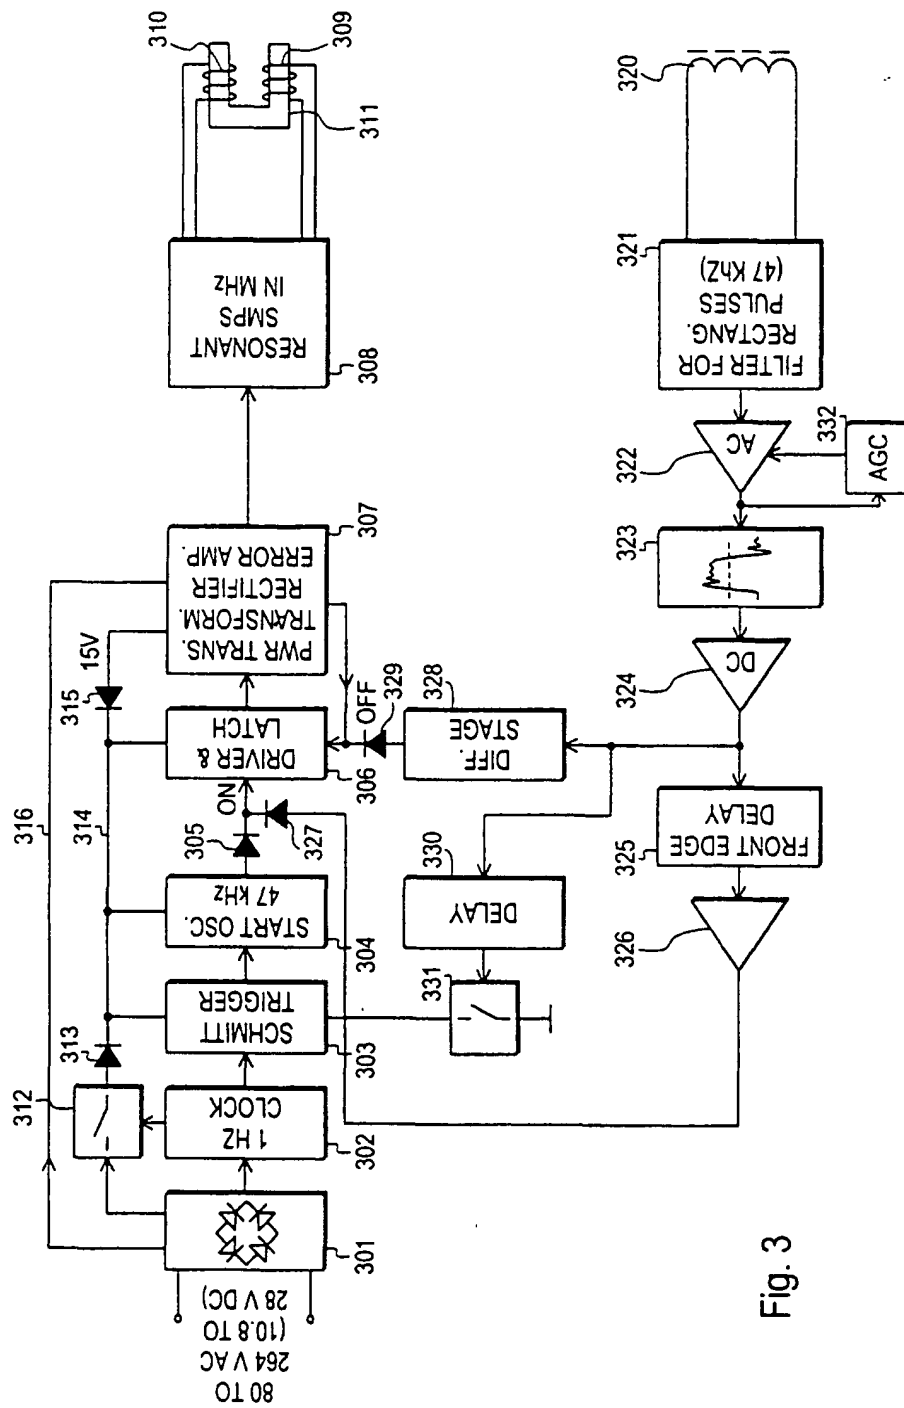 80 TO
264 V AC
(10.8 TO
28 V DC)
301
316
312
1 HZ
CLOCK
302
313
SCHMITT
TRIGGER
303
314
START OSC.
47 kHz
304
305
ON
327
315
15V
DRIVER &
LATCH
306
PWR TRANS.
TRANSFORM.
RECTIFIER
ERROR AMP.
307
RESONANT
SMPS
IN MHz
308
310
309
311
OFF
329
DIFF.
STAGE
328
330
DELAY
331
320
321
FILTER FOR
RECTANG.
PULSES
(47 KhZ)
322
AC
332
AGC
323
324
DC
325
FRONT EDGE
DELAY
326
Fig. 3